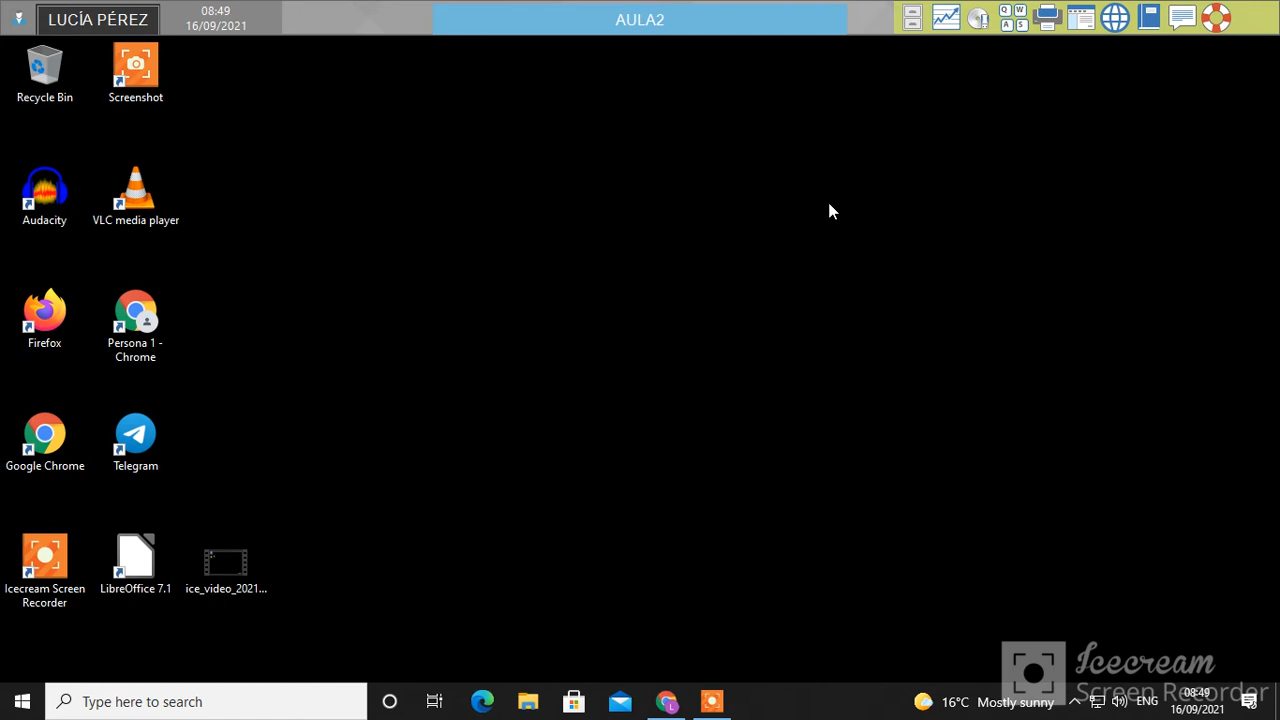 LUCÍA PÉREZ
08:49
16/09/2021
AULA2
Q W
A S
Recycle Bin
Screenshot
Audacity
VLC media player
Firefox
Persona 1 -
Chrome
Google Chrome
Telegram
Icecream Screen
Recorder
LibreOffice 7.1
ice_video_2021...
Icecream
Screen Recorder
Type here to search
L
16°C Mostly sunny
ENG
08:49
16/09/2021